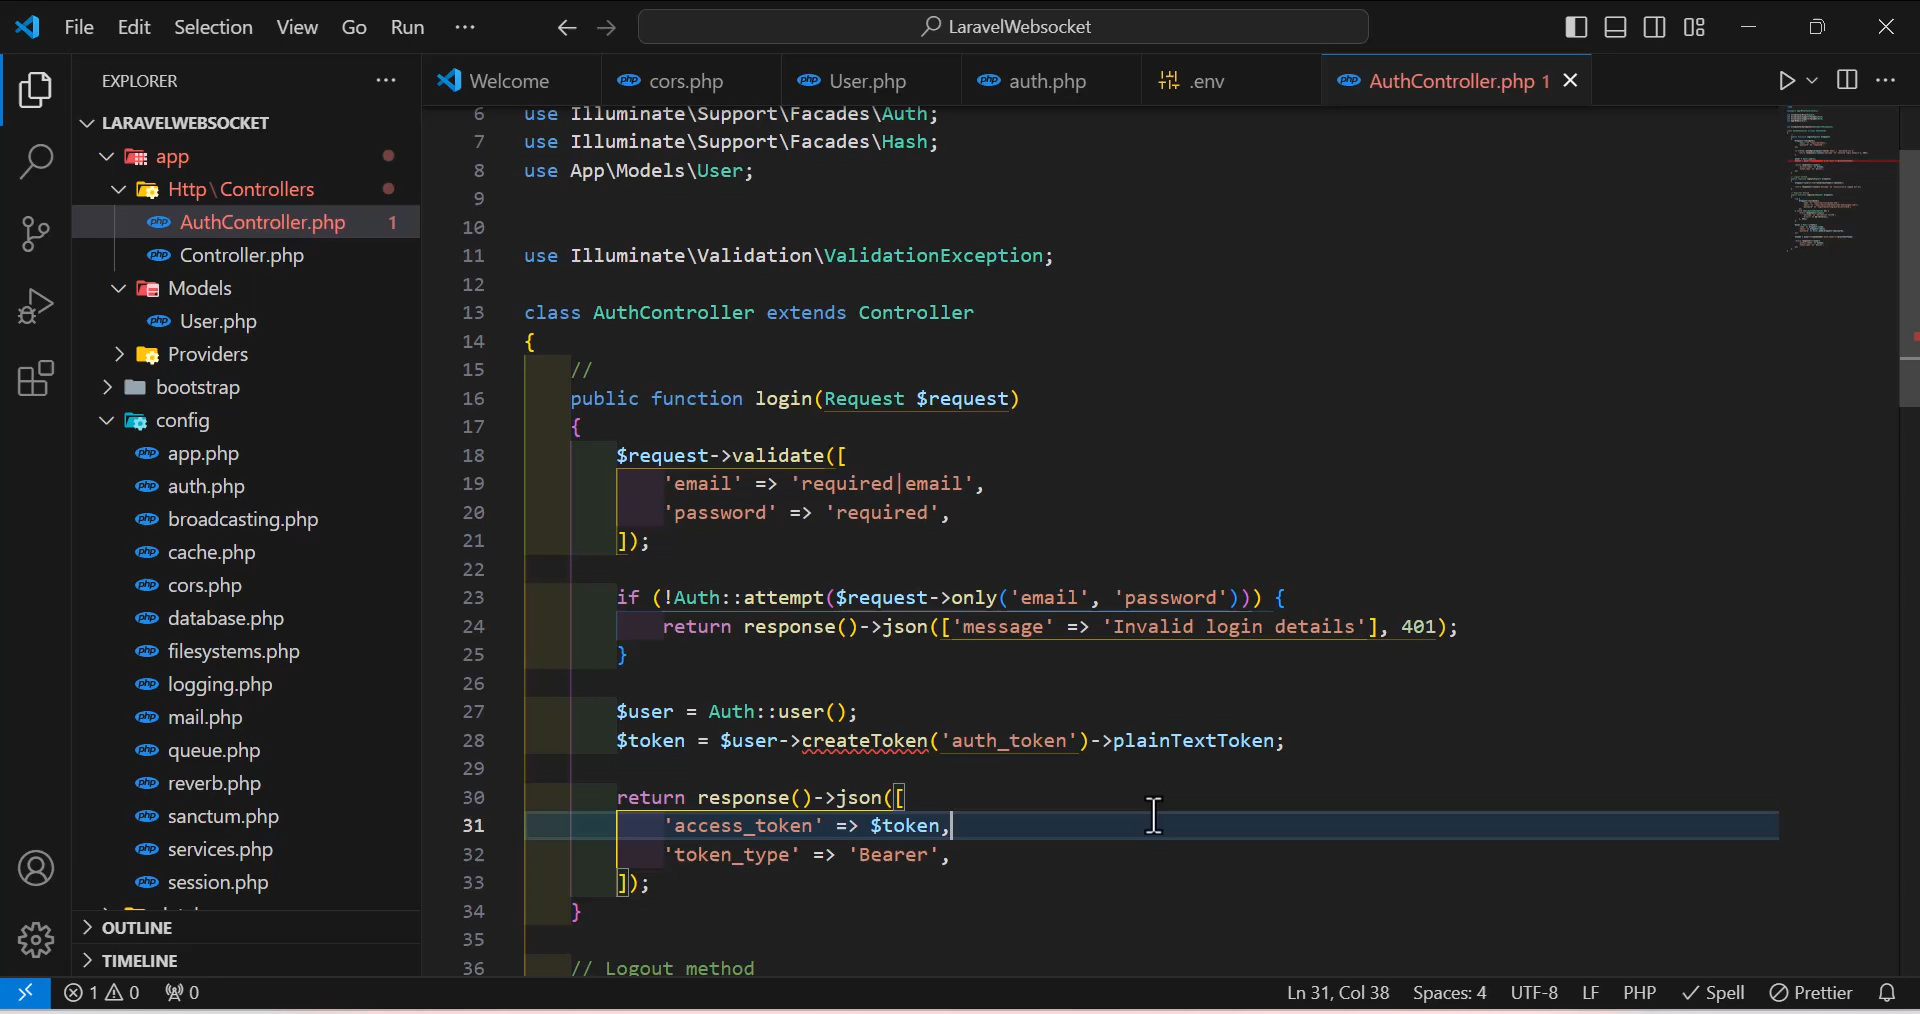 File Edit Selection View Go Run ··· LaravelWebsocket
EXPLORER ···
LARAVELWEBSOCKET
app
Http\Controllers
AuthController.php 1
Controller.php
Models
User.php
Providers
bootstrap
config
app.php
auth.php
broadcasting.php
cache.php
cors.php
database.php
filesystems.php
logging.php
mail.php
queue.php
reverb.php
sanctum.php
services.php
session.php
OUTLINE
TIMELINE
Welcome cors.php User.php auth.php .env AuthController.php 1
6 use Illuminate\Support\Facades\Auth;
7 use Illuminate\Support\Facades\Hash;
8 use App\Models\User;
9
10
11 use Illuminate\Validation\ValidationException;
12
13 class AuthController extends Controller
14 {
15 //
16 public function login(Request $request)
17 {
18 $request->validate([
19 'email' => 'required|email',
20 'password' => 'required',
21 ]);
22
23 if (!Auth::attempt($request->only('email', 'password'))) {
24 return response()->json(['message' => 'Invalid login details'], 401);
25 }
26
27 $user = Auth::user();
28 $token = $user->createToken('auth_token')->plainTextToken;
29
30 return response()->json([
31 'access_token' => $token,
32 'token_type' => 'Bearer',
33 ]);
34 }
35
36 // Logout method
1 0 0 Ln 31, Col 38 Spaces: 4 UTF-8 LF PHP Spell Prettier